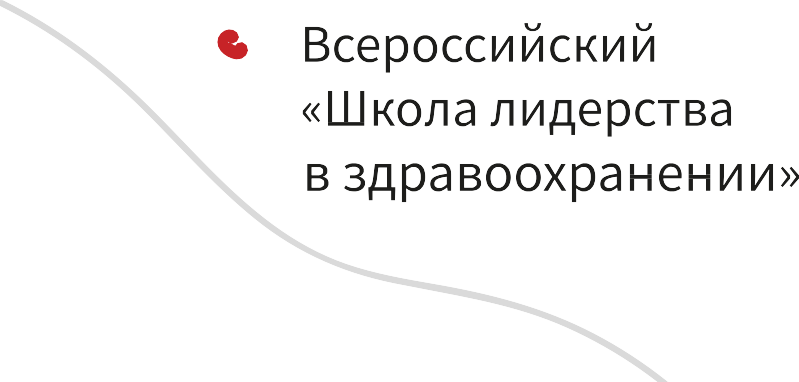 Всероссийский
«Школа лидерства
в здравоохранении»